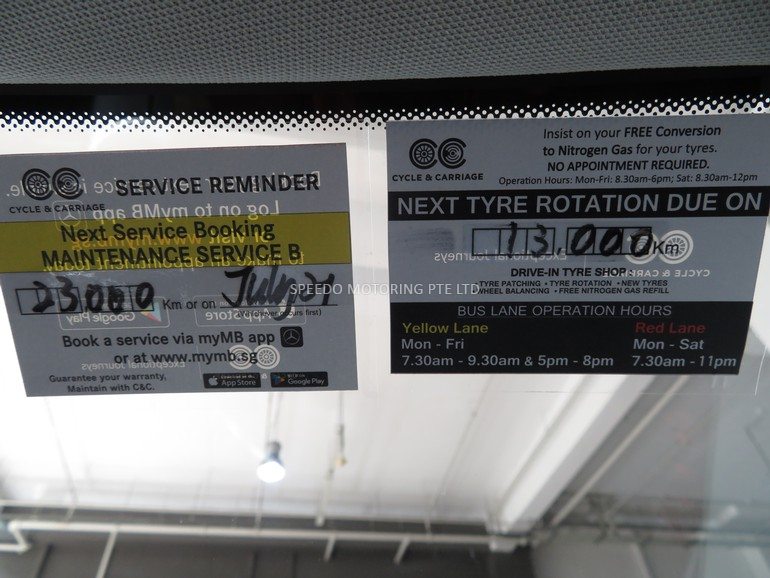 CYCLE & CARRIAGE
SERVICE REMINDER
Next Service Booking
MAINTENANCE SERVICE B
23,000 Km or on July 21
(Whichever occurs first)
Book a service via myMB app
or at www.mymb.sg
Guarantee your warranty,
Maintain with C&C.
App Store
Google Play
CYCLE & CARRIAGE
Insist on your FREE Conversion
to Nitrogen Gas for your tyres.
NO APPOINTMENT REQUIRED.
Operation Hours: Mon-Fri: 8.30am-6pm; Sat: 8.30am-12pm
NEXT TYRE ROTATION DUE ON
13,000 Km
DRIVE-IN TYRE SHOP
• TYRE PATCHING • TYRE ROTATION • NEW TYRES
• WHEEL BALANCING • FREE NITROGEN GAS REFILL
BUS LANE OPERATION HOURS
Yellow Lane
Mon - Fri
7.30am - 9.30am & 5pm - 8pm
Red Lane
Mon - Sat
7.30am - 11pm
SPEEDO MOTORING PTE LTD